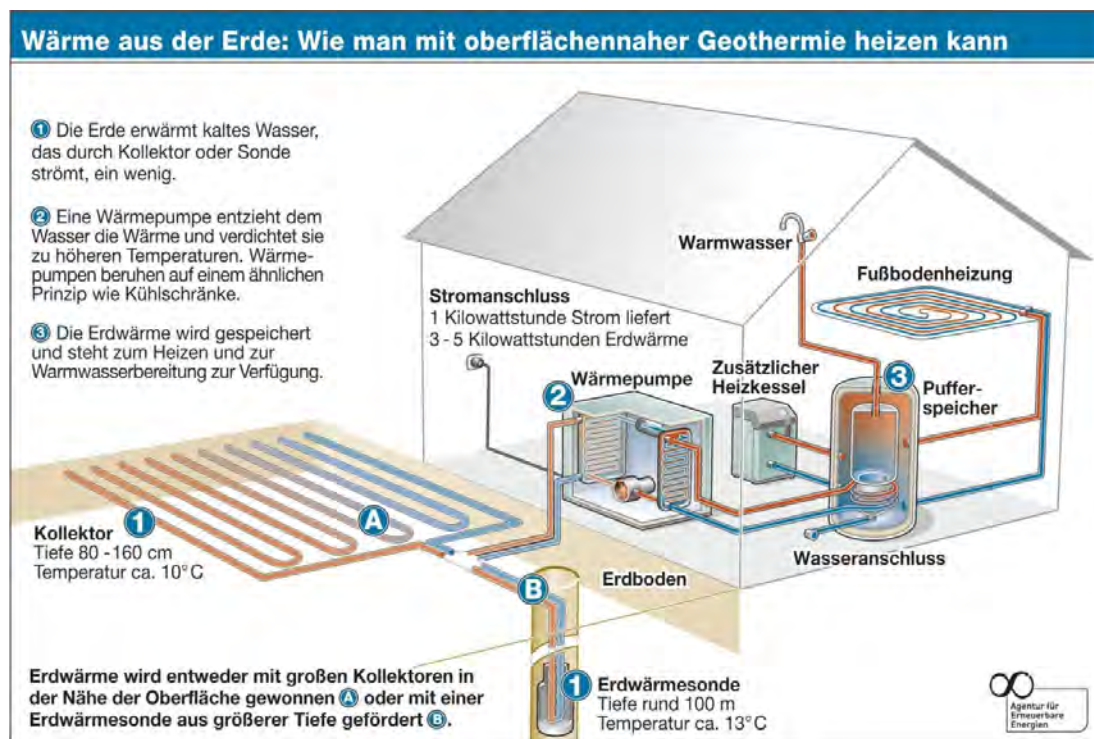 Wärme aus der Erde: Wie man mit oberflächennaher Geothermie heizen kann
1 Die Erde erwärmt kaltes Wasser,
das durch Kollektor oder Sonde
strömt, ein wenig.
2 Eine Wärmepumpe entzieht dem
Wasser die Wärme und verdichtet sie
zu höheren Temperaturen. Wärme-
pumpen beruhen auf einem ähnlichen
Prinzip wie Kühlschränke.
3 Die Erdwärme wird gespeichert
und steht zum Heizen und zur
Warmwasserbereitung zur Verfügung.
Warmwasser
Fußbodenheizung
Stromanschluss
1 Kilowattstunde Strom liefert
3 - 5 Kilowattstunden Erdwärme
2
Wärmepumpe
Zusätzlicher
Heizkessel
3
Puffer-
speicher
Wasseranschluss
Kollektor
Tiefe 80 -160 cm
Temperatur ca. 10°C
1
A
B
Erdboden
Erdwärme wird entweder mit großen Kollektoren in
der Nähe der Oberfläche gewonnen A oder mit einer
Erdwärmesonde aus größerer Tiefe gefördert B.
1
Erdwärmesonde
Tiefe rund 100 m
Temperatur ca. 13°C
Agentur für
Erneuerbare
Energien